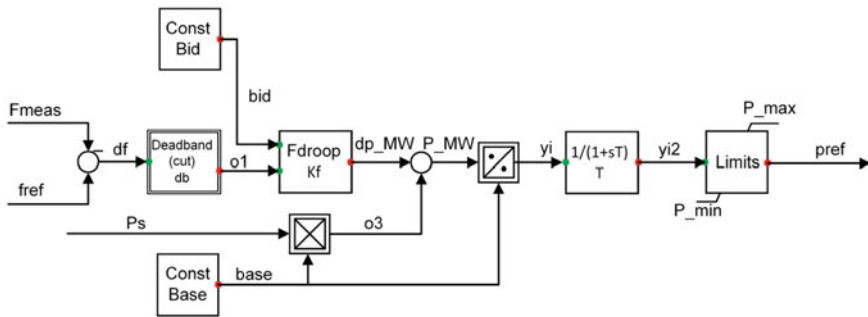 Const
Bid
bid
Fmeas
df
fref
Deadband
(cut)
db
o1
Fdroop
Kf
dp_MW
P_MW
yi
1/(1+sT)
T
yi2
P_max
Limits
P_min
pref
Ps
o3
Const
Base
base